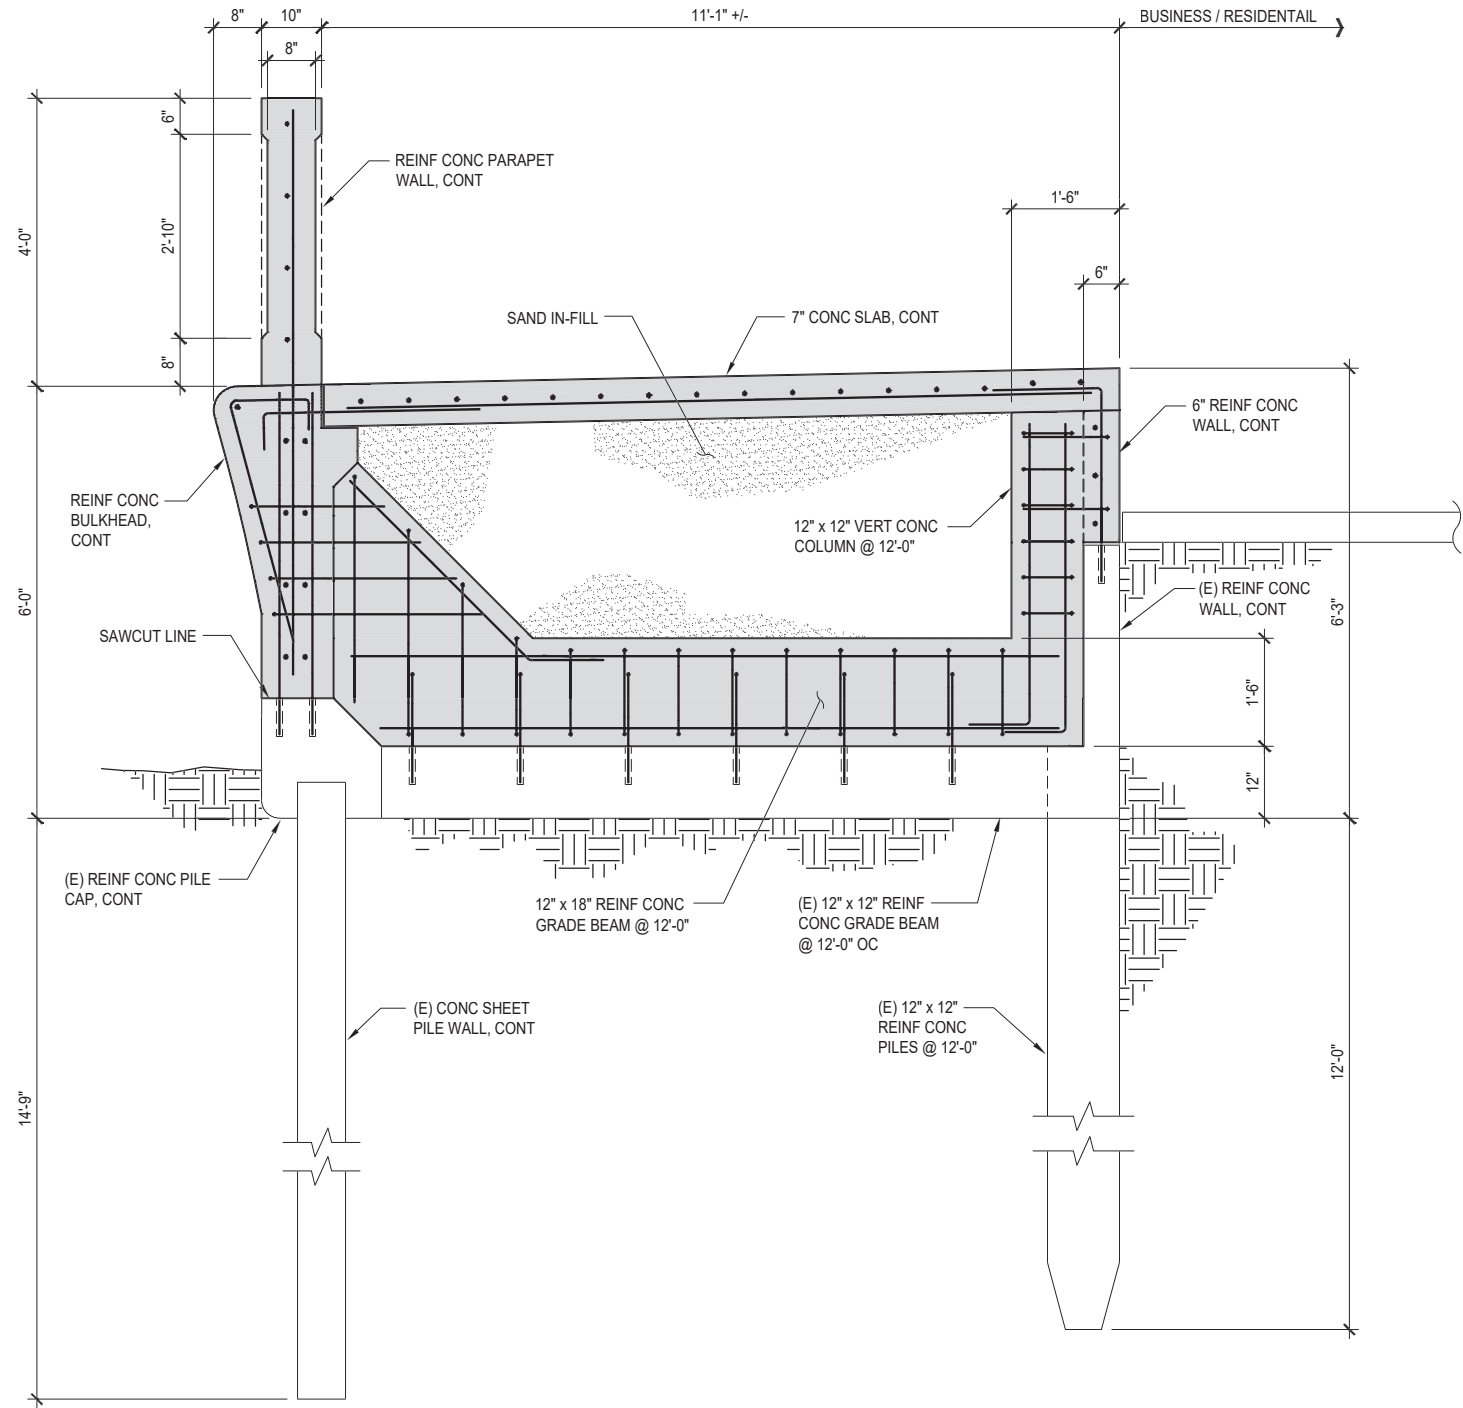 8"
10"
11'-1" +/-
BUSINESS / RESIDENTAIL
8"
6"
REINF CONC PARAPET
WALL, CONT
1'-6"
4'-0"
2'-10"
6"
SAND IN-FILL
7" CONC SLAB, CONT
8"
6" REINF CONC
WALL, CONT
REINF CONC
BULKHEAD,
CONT
12" x 12" VERT CONC
COLUMN @ 12'-0"
(E) REINF CONC
WALL, CONT
6'-0"
6'-3"
SAWCUT LINE
1'-6"
12"
(E) REINF CONC PILE
CAP, CONT
12" x 18" REINF CONC
GRADE BEAM @ 12'-0"
(E) 12" x 12" REINF
CONC GRADE BEAM
@ 12'-0" OC
(E) CONC SHEET
PILE WALL, CONT
(E) 12" x 12"
REINF CONC
PILES @ 12'-0"
12'-0"
14'-9"